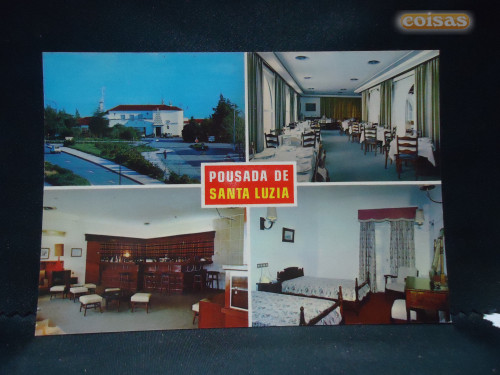 coisas
POUSADA DE
SANTA LUZIA